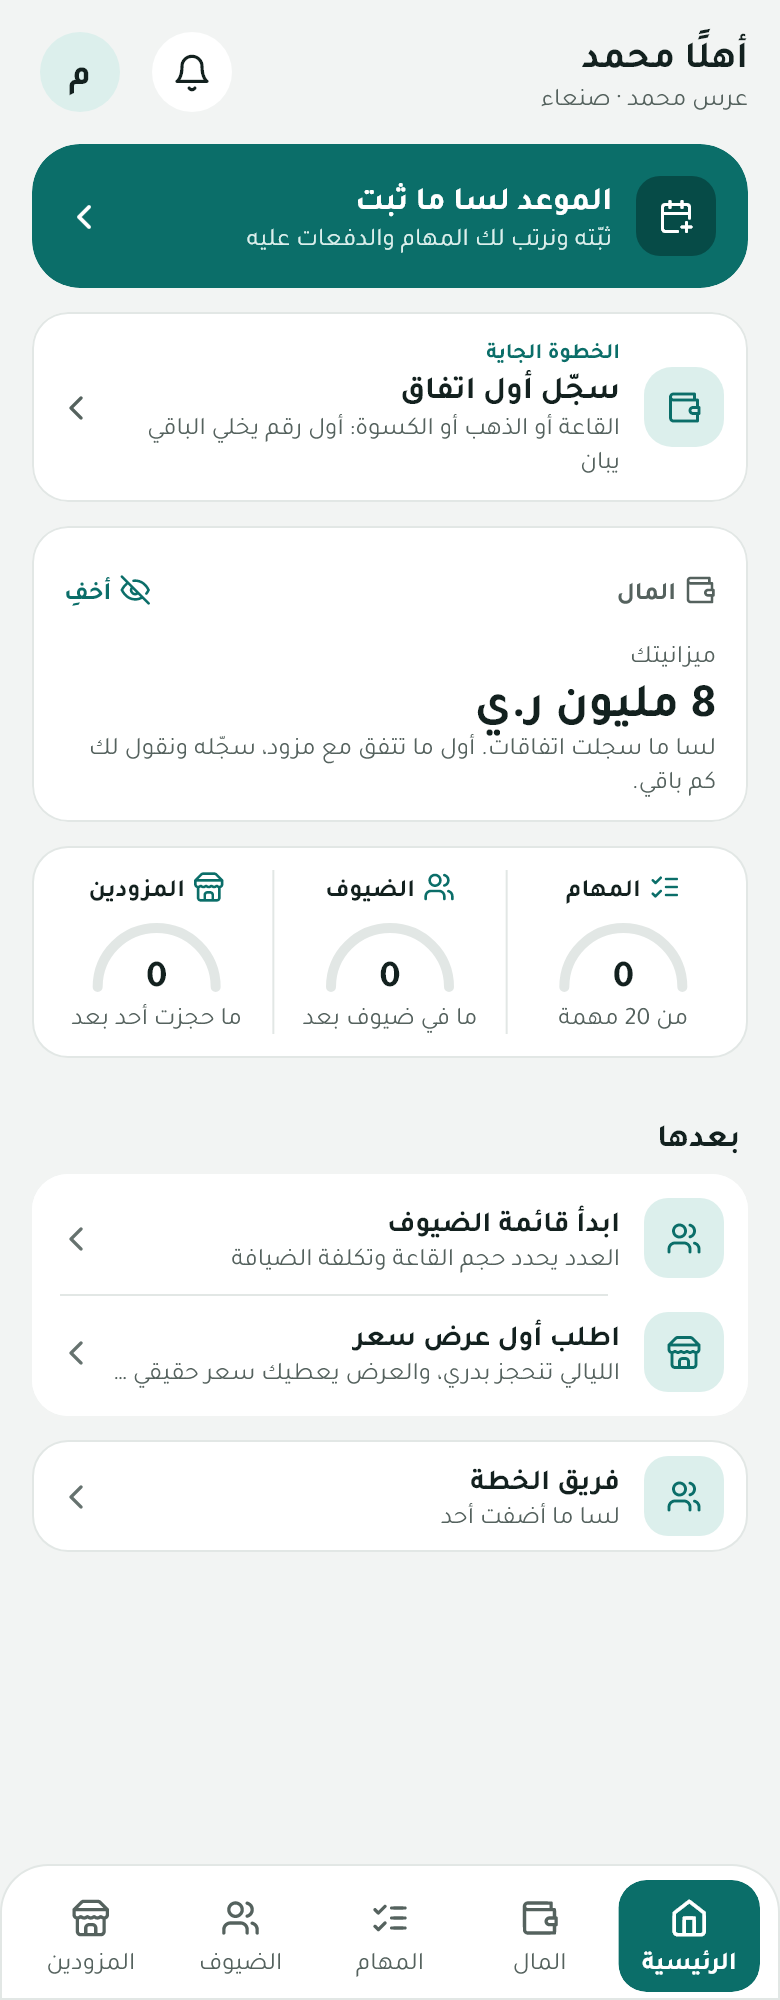 أهلًا محمد
عرس محمد · صنعاء
م
الموعد لسا ما ثبت
ثبّته ونرتب لك المهام والدفعات عليه
الخطوة الجاية
سجّل أول اتفاق
القاعة أو الذهب أو الكسوة: أول رقم يخلي الباقي
يبان
المال
أخفِ
ميزانيتك
8 مليون ر.ي
لسا ما سجلت اتفاقات. أول ما تتفق مع مزود، سجّله ونقول لك
كم باقي.
المهام
0
من 20 مهمة
الضيوف
0
ما في ضيوف بعد
المزودين
0
ما حجزت أحد بعد
بعدها
ابدأ قائمة الضيوف
العدد يحدد حجم القاعة وتكلفة الضيافة
اطلب أول عرض سعر
الليالي تنحجز بدري، والعرض يعطيك سعر حقيقي ...
فريق الخطة
لسا ما أضفت أحد
الرئيسية
المال
المهام
الضيوف
المزودين